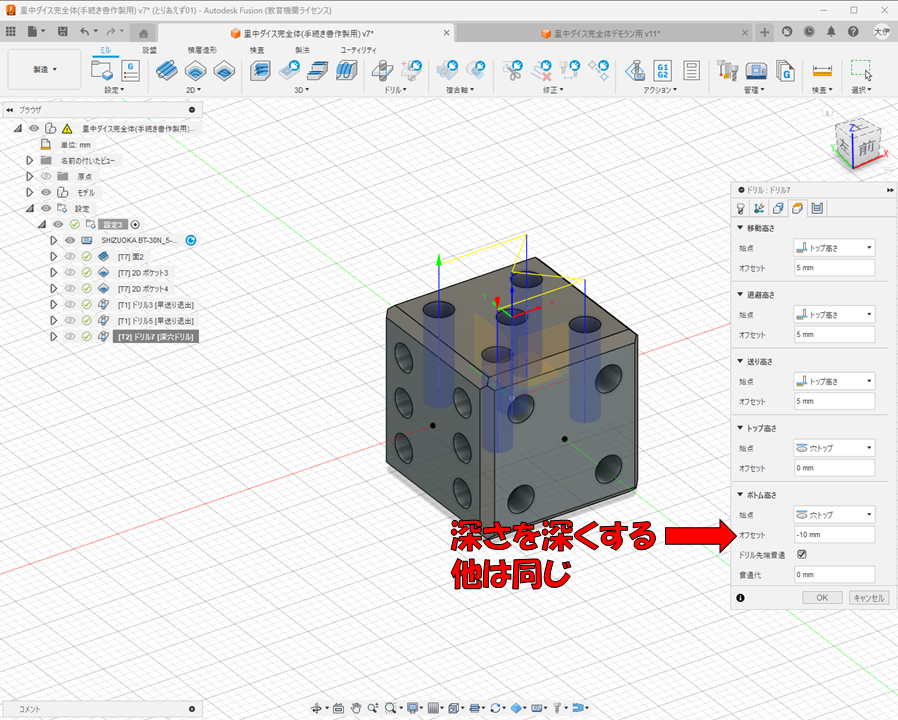 里中ダイス完全体(手続き書作製用) v7* (とりあえず01) - Autodesk Fusion (教育機関ライセンス)
里中ダイス完全体(手続き書作製用) v7*
里中ダイス完全体デモラン用 v11*
大伊
製造
ミル
設盤
積層造形
検査
製法
ユーティリティ
G
G1
G2
G
設定
2D
3D
ドリル
複合軸
修正
アクション
管理
検査
選択
ブラウザ
里中ダイス完全体(手続き書作製用)...
単位: mm
名前の付いたビュー
原点
モデル
設定
設定3
SHIZUOKA BT-30N_5-...
[T7] 面2
[T7] 2D ポケット3
[T7] 2D ポケット4
[T1] ドリル3 [早送り退出]
[T1] ドリル5 [早送り退出]
[T2] ドリル7 [深穴ドリル]
Z
Y
X
左
前
ドリル : ドリル7
移動高さ
始点
トップ高さ
オフセット
5 mm
退避高さ
始点
トップ高さ
オフセット
5 mm
送り高さ
始点
トップ高さ
オフセット
5 mm
トップ高さ
始点
穴トップ
オフセット
0 mm
ボトム高さ
始点
穴トップ
オフセット
-10 mm
ドリル先端貫通
貫通代
0 mm
OK
キャンセル
深さを深くする
他は同じ
コメント